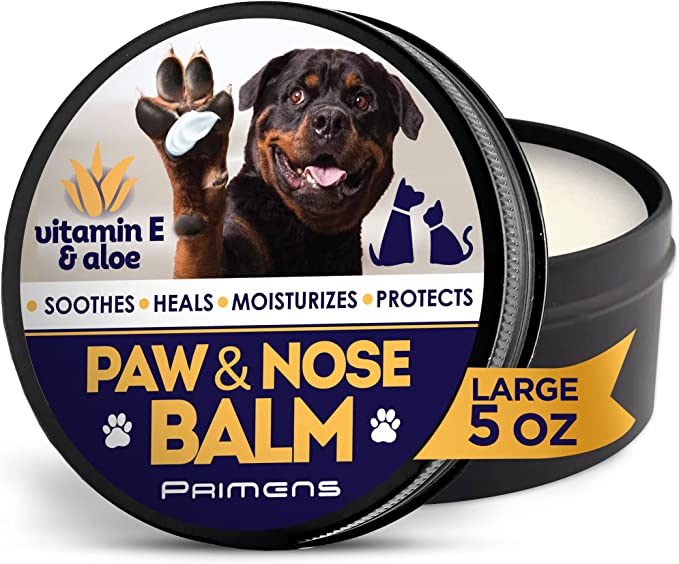 vitamin E
& aloe
• SOOTHES • HEALS • MOISTURIZES • PROTECTS
PAW & NOSE
BALM
PRIMENS
LARGE
5 OZ